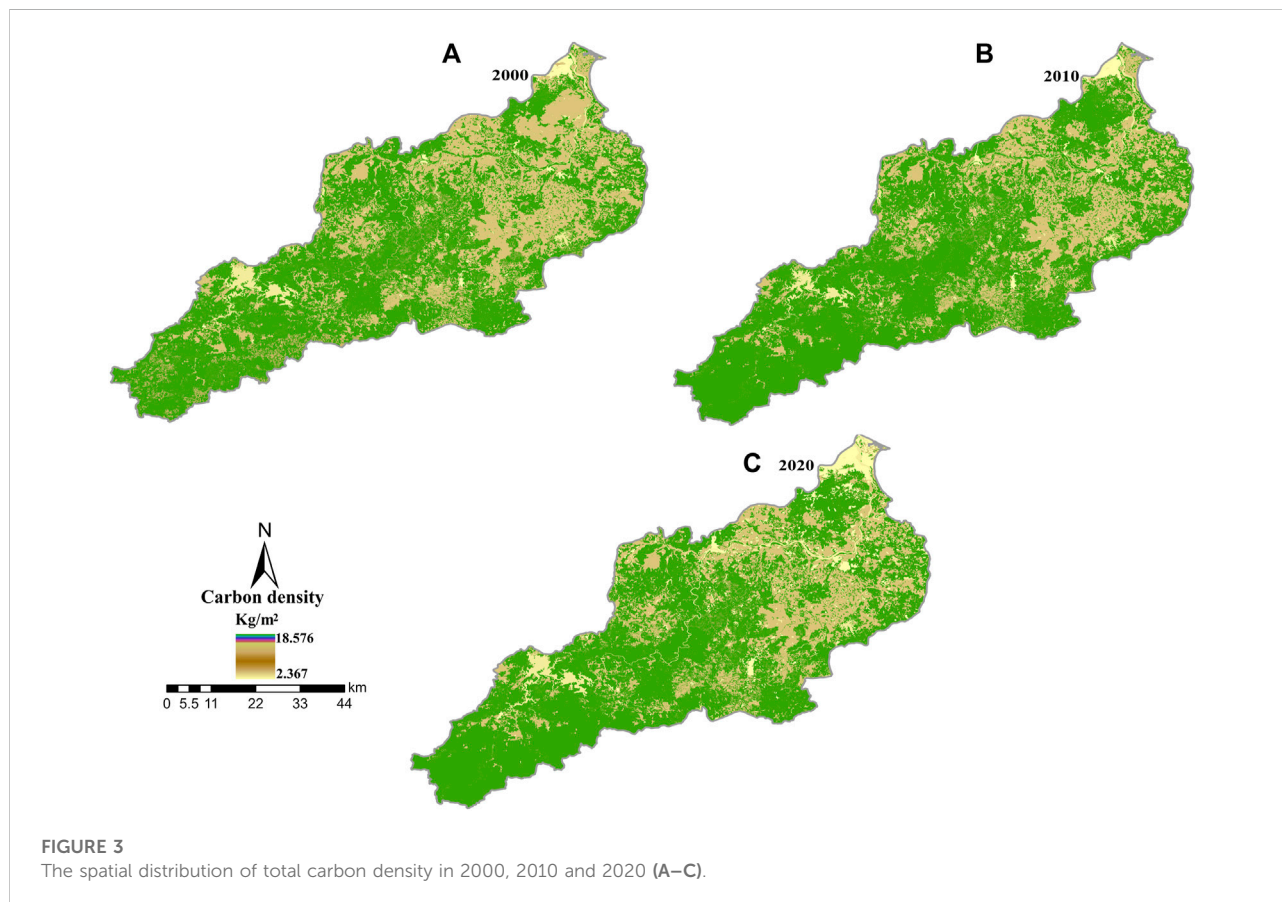 A
2000
B
2010
C
2020
N
Carbon density
Kg/m²
18.576
2.367
km
0 5.5 11 22 33 44
FIGURE 3
The spatial distribution of total carbon density in 2000, 2010 and 2020 (A–C).